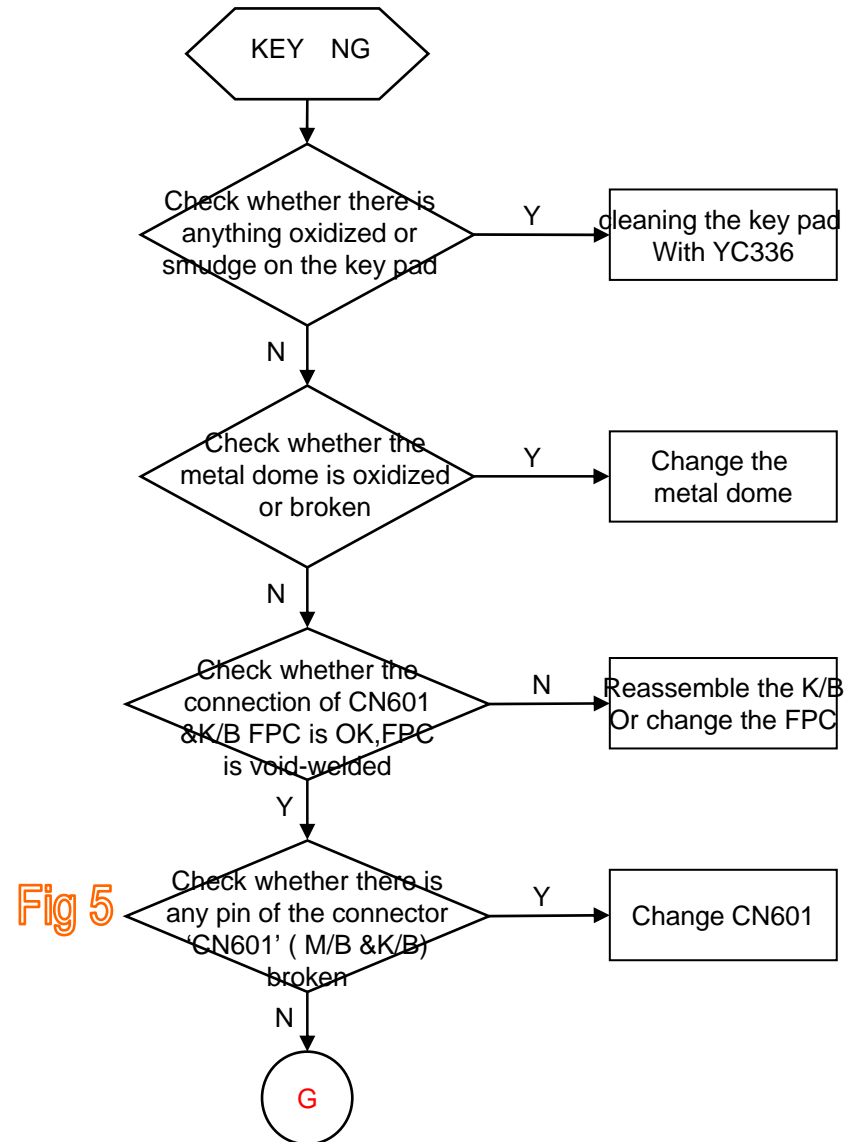 KEY NG
Check whether there is
anything oxidized or
smudge on the key pad
Y
cleaning the key pad
With YC336
N
Check whether the
metal dome is oxidized
or broken
Y
Change the
metal dome
N
Check whether the
connection of CN601
&K/B FPC is OK,FPC
is void-welded
N
Reassemble the K/B
Or change the FPC
Y
Fig 5
Check whether there is
any pin of the connector
‘CN601’ ( M/B &K/B)
broken
Y
Change CN601
N
G